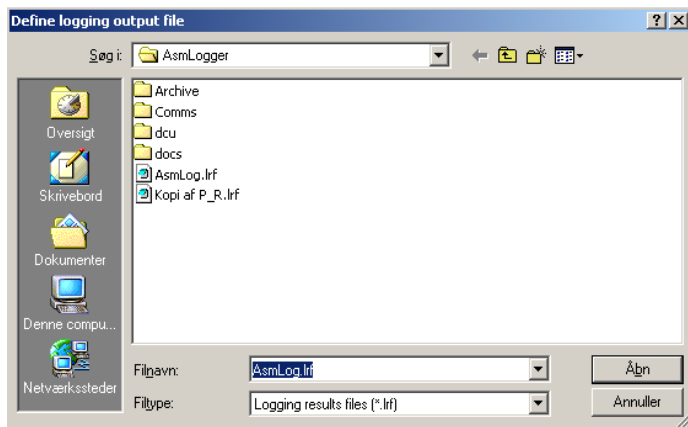 Define logging output file
Søg i: AsmLogger
Oversigt
Skrivebord
Dokumenter
Denne compu...
Netværkssteder
Archive
Comms
dcu
docs
AsmLog.lrf
Kopi af P_R.lrf
Filnavn: AsmLog.lrf Åbn
Filtype: Logging results files (*.lrf) Annuller